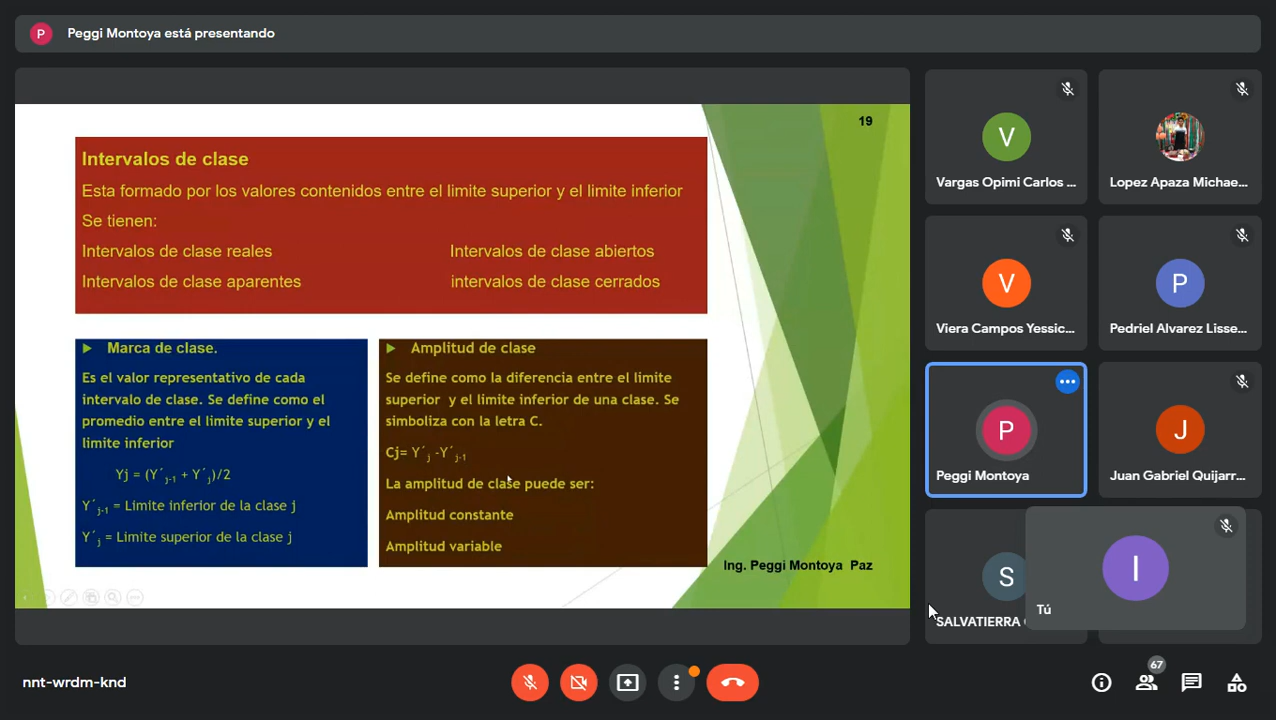 P
Peggi Montoya está presentando
19
Intervalos de clase
Esta formado por los valores contenidos entre el limite superior y el limite inferior
Se tienen:
Intervalos de clase reales Intervalos de clase abiertos
Intervalos de clase aparentes intervalos de clase cerrados
Marca de clase.
Es el valor representativo de cada
intervalo de clase. Se define como el
promedio entre el limite superior y el
limite inferior
Yj = (Y´j-1 + Y´j)/2
Y´j-1 = Limite inferior de la clase j
Y´j = Limite superior de la clase j
Amplitud de clase
Se define como la diferencia entre el limite
superior y el limite inferior de una clase. Se
simboliza con la letra C.
Cj= Y´j -Y´j-1
La amplitud de clase puede ser:
Amplitud constante
Amplitud variable
Ing. Peggi Montoya Paz
V
Vargas Opimi Carlos ...
Lopez Apaza Michae...
V
Viera Campos Yessic...
P
Pedriel Alvarez Lisse...
P
Peggi Montoya
J
Juan Gabriel Quijarr...
S
SALVATIERRA
I
Tú
nnt-wrdm-knd
67